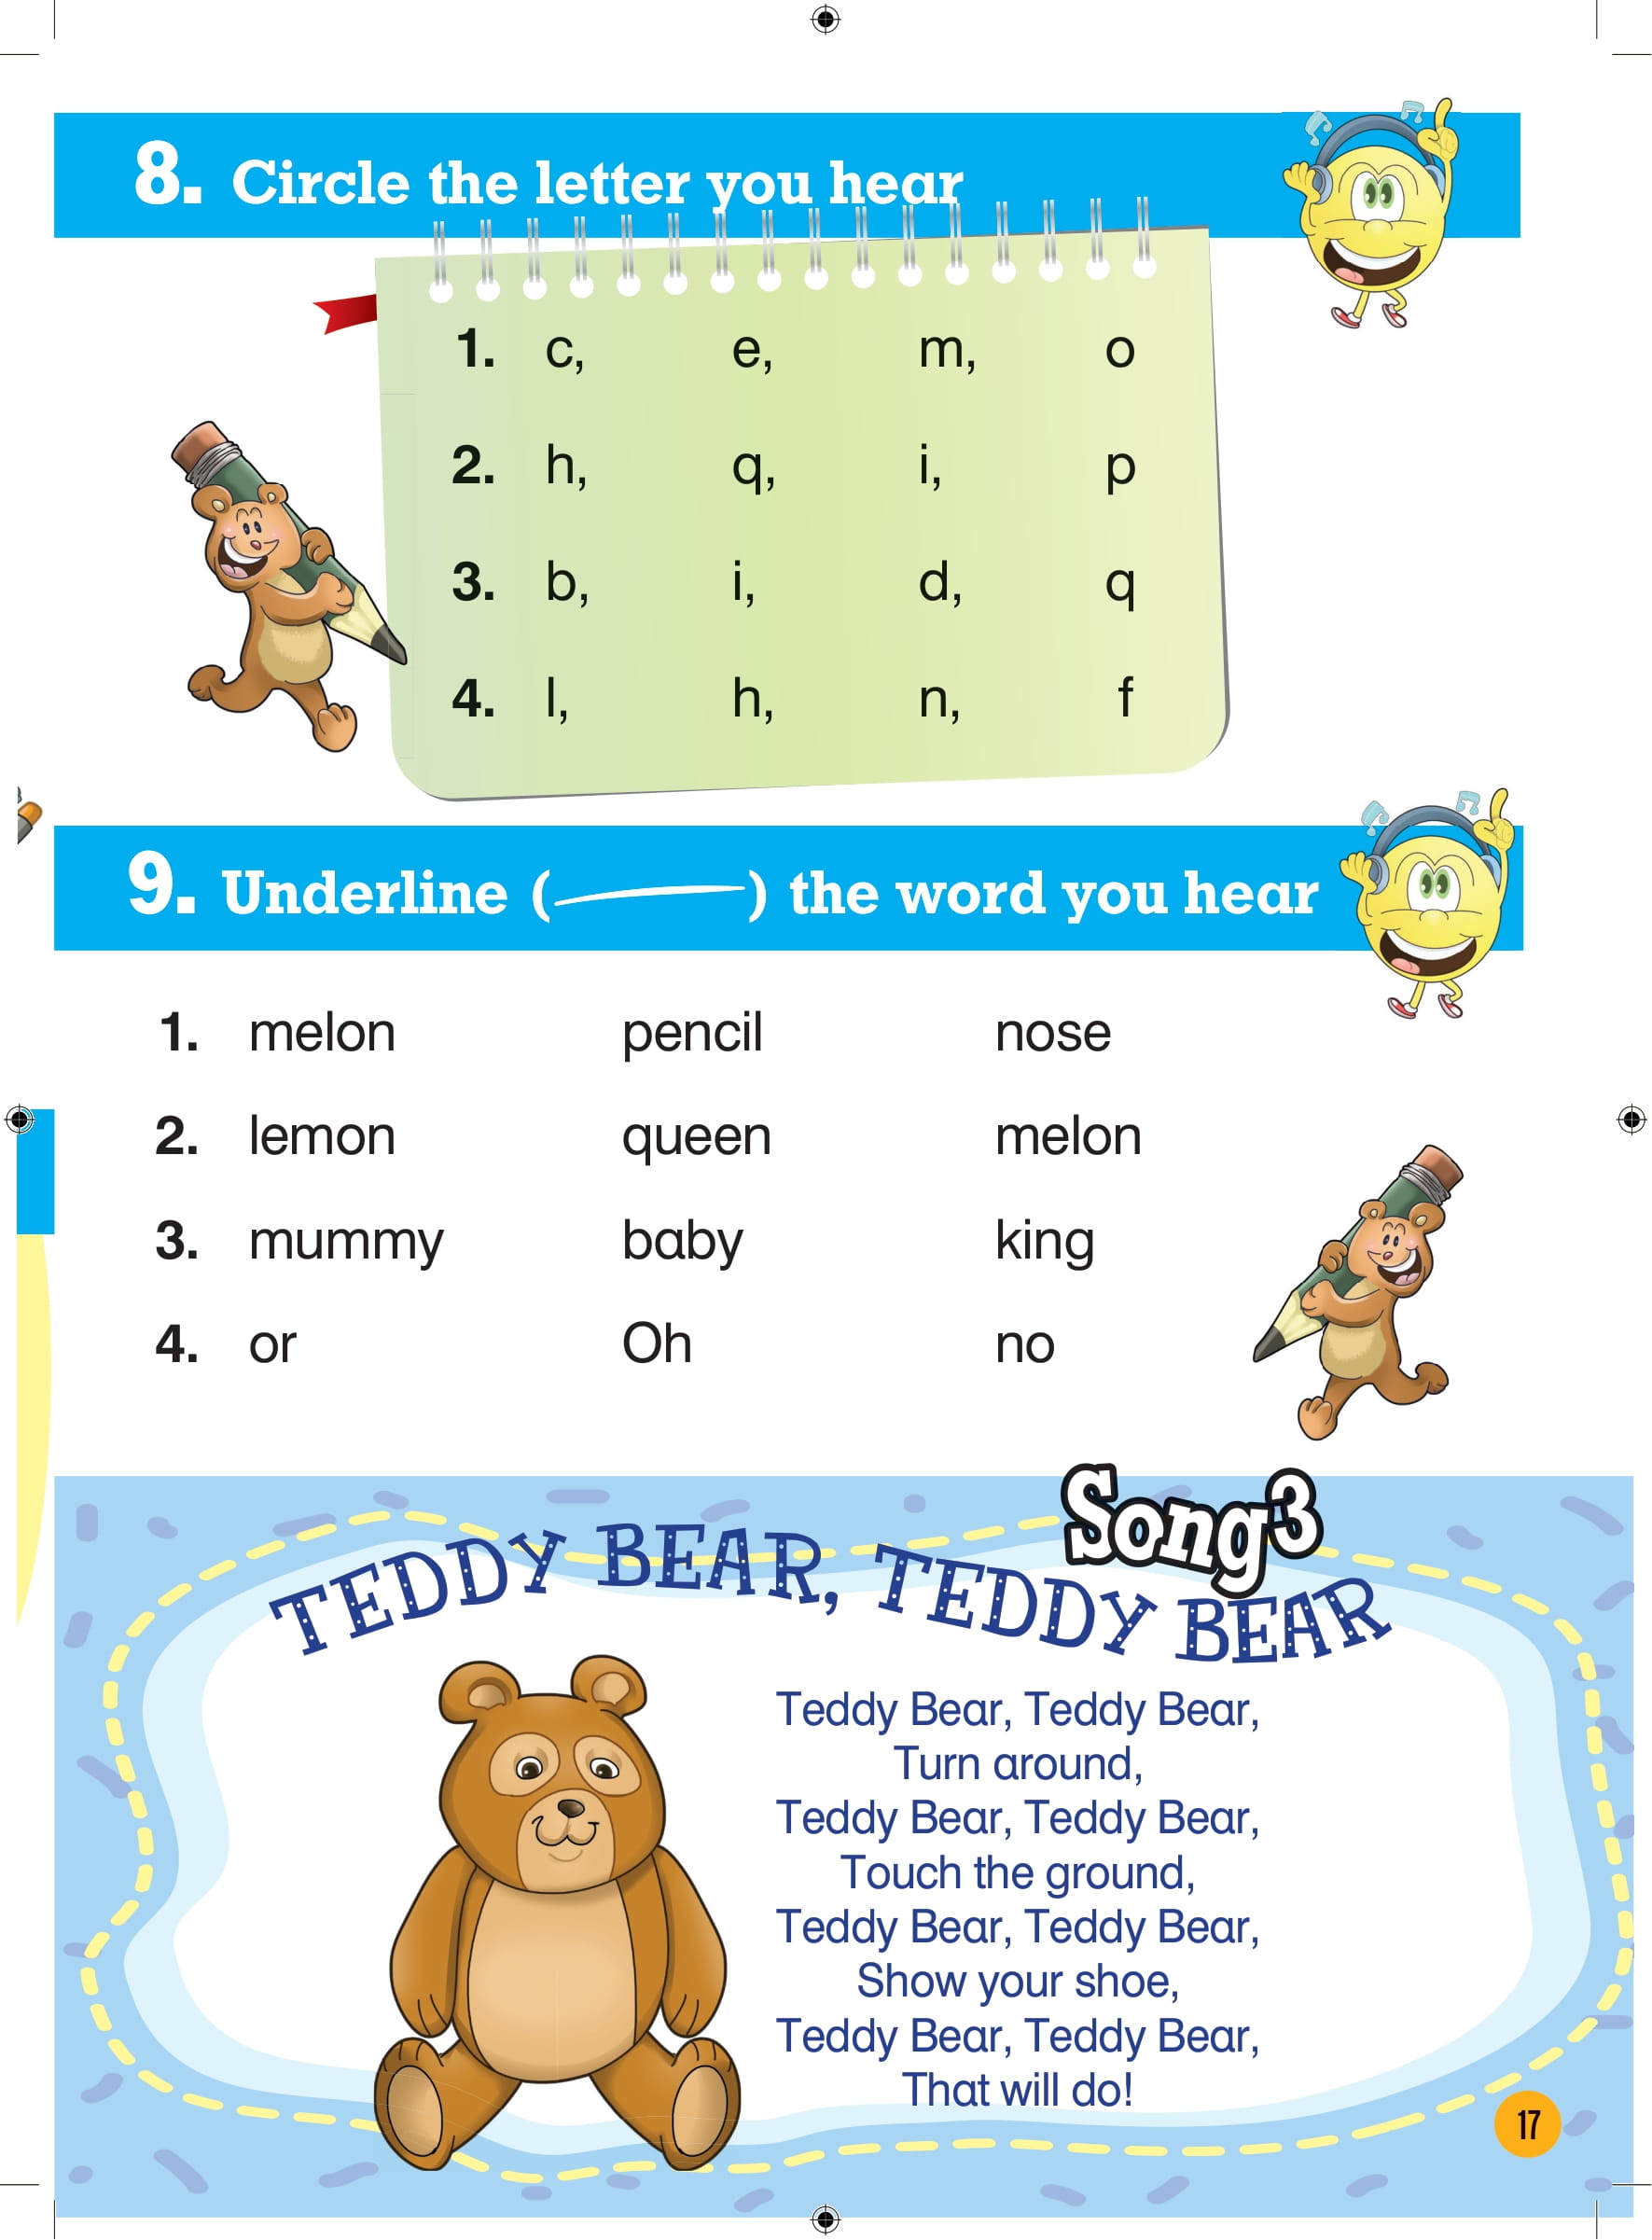 8. Circle the letter you hear
1. c, e, m, o
2. h, q, i, p
3. b, i, d, q
4. l, h, n, f
9. Underline ( ) the word you hear
1. melon pencil nose
2. lemon queen melon
3. mummy baby king
4. or Oh no
Song 3
TEDDY BEAR, TEDDY BEAR
Teddy Bear, Teddy Bear,
Turn around,
Teddy Bear, Teddy Bear,
Touch the ground,
Teddy Bear, Teddy Bear,
Show your shoe,
Teddy Bear, Teddy Bear,
That will do!
17